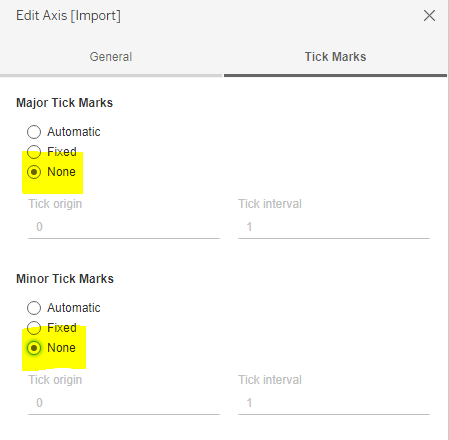 Edit Axis [Import]
General Tick Marks
Major Tick Marks
Automatic
Fixed
None
Tick origin Tick interval
0 1
Minor Tick Marks
Automatic
Fixed
None
Tick origin Tick interval
0 1